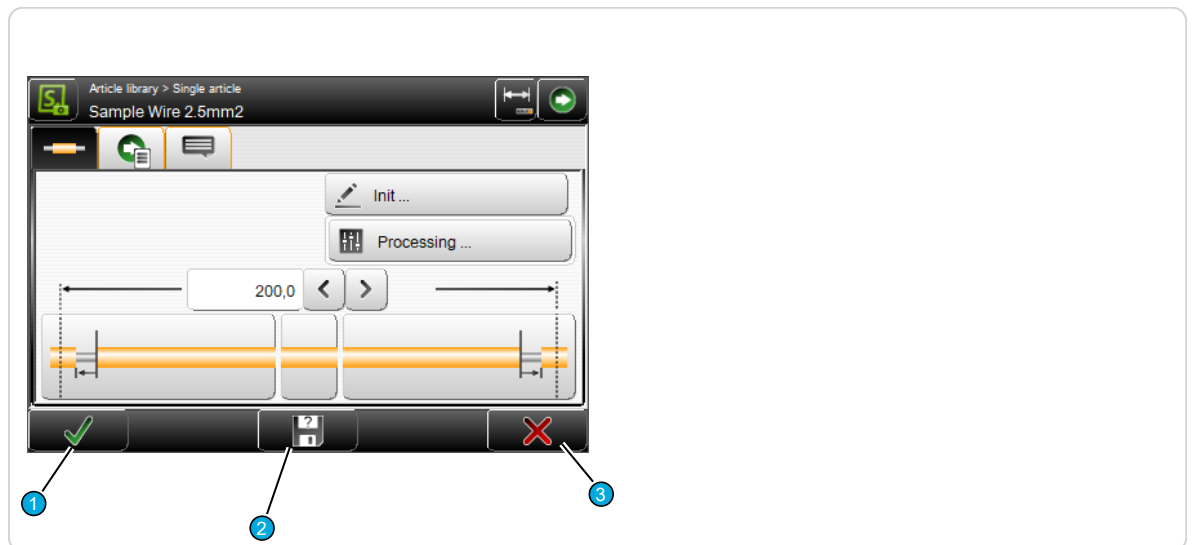 Article library > Single article
Sample Wire 2.5mm2
Init ...
Processing ...
200,0
1
2
3